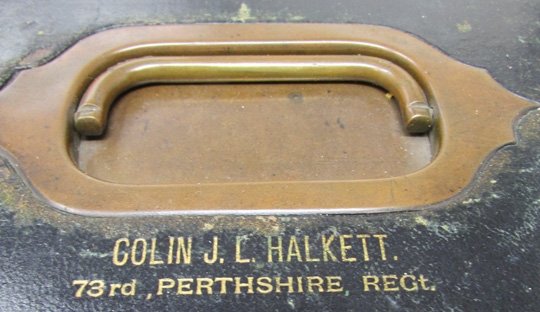 COLIN J. L. HALKETT.
73rd, PERTHSHIRE, REGt.